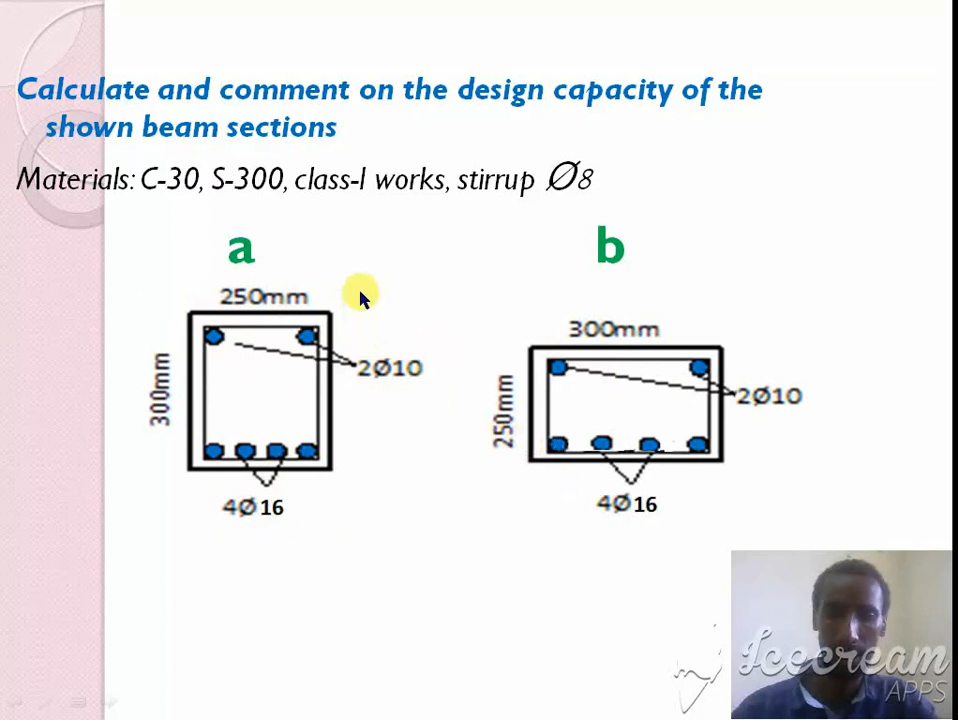 Calculate and comment on the design capacity of the
shown beam sections
Materials: C-30, S-300, class-I works, stirrup Ø8
a
b
250mm
300mm
2Ø10
4Ø16
300mm
250mm
2Ø10
4Ø16
Icecream
APPS